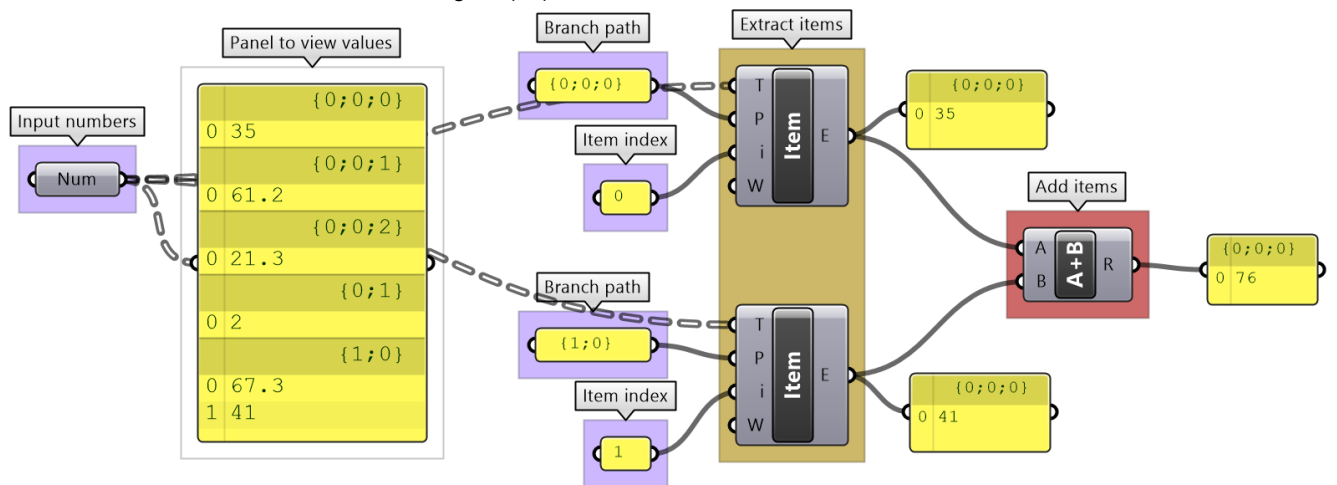 Input numbers
Num
Panel to view values
{0;0;0}
0 35
{0;0;1}
0 61.2
{0;0;2}
0 21.3
{0;1}
0 2
{1;0}
0 67.3
1 41
Branch path
{0;0;0}
Item index
0
Branch path
{1;0}
Item index
1
Extract items
T
P
i
W
Item
E
T
P
i
W
Item
E
{0;0;0}
0 35
{0;0;0}
0 41
Add items
A
B
A+B
R
{0;0;0}
0 76